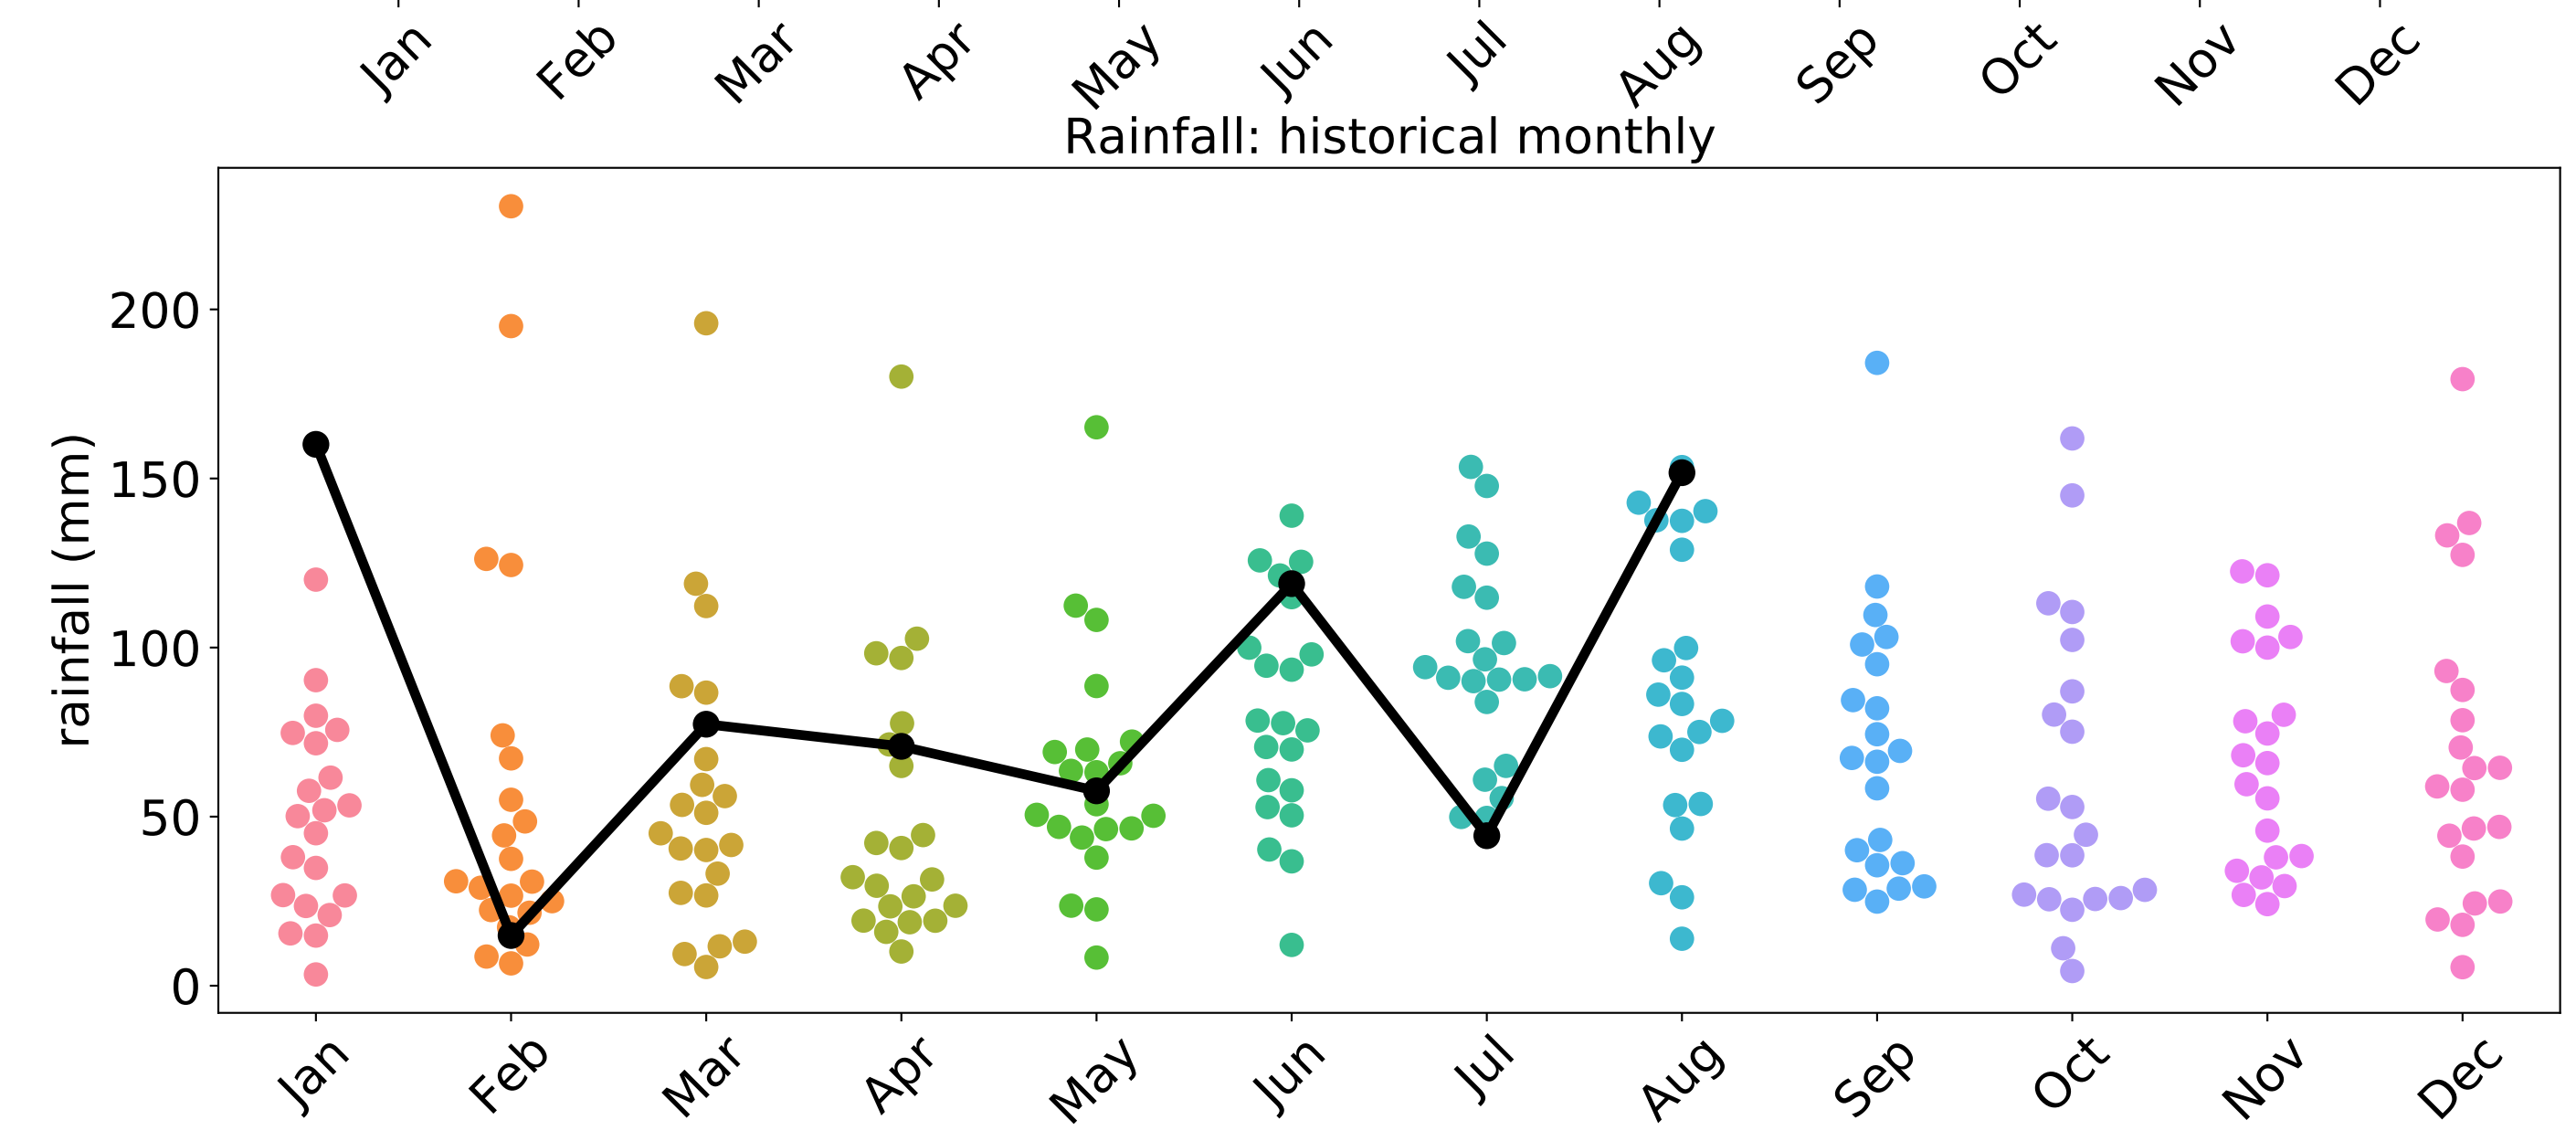 Jan Feb Mar Apr May Jun Jul Aug Sep Oct Nov Dec
Rainfall: historical monthly
rainfall (mm)
200
150
100
50
0
Jan Feb Mar Apr May Jun Jul Aug Sep Oct Nov Dec